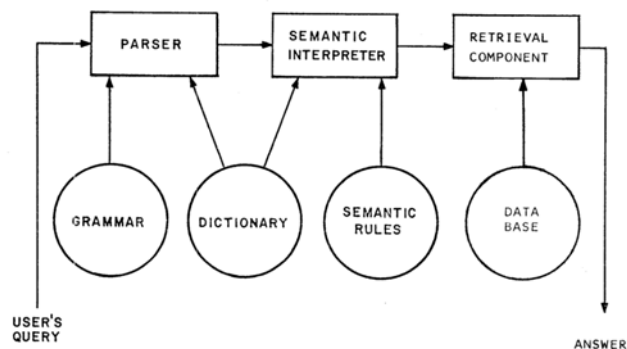 PARSER
SEMANTIC
INTERPRETER
RETRIEVAL
COMPONENT
GRAMMAR
DICTIONARY
SEMANTIC
RULES
DATA
BASE
USER'S
QUERY
ANSWER